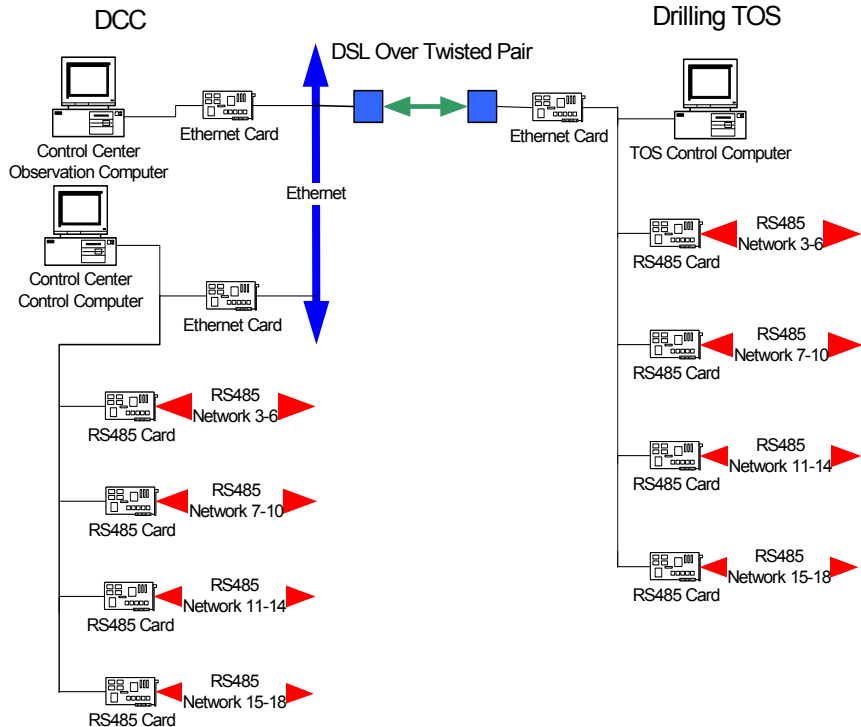 DCC
Drilling TOS
DSL Over Twisted Pair
Ethernet Card
Control Center
Observation Computer
Ethernet Card
TOS Control Computer
Ethernet
Control Center
Control Computer
Ethernet Card
RS485
Network 3-6
RS485 Card
RS485
Network 7-10
RS485 Card
RS485
Network 11-14
RS485 Card
RS485
Network 15-18
RS485 Card
RS485
Network 3-6
RS485 Card
RS485
Network 7-10
RS485 Card
RS485
Network 11-14
RS485 Card
RS485
Network 15-18
RS485 Card